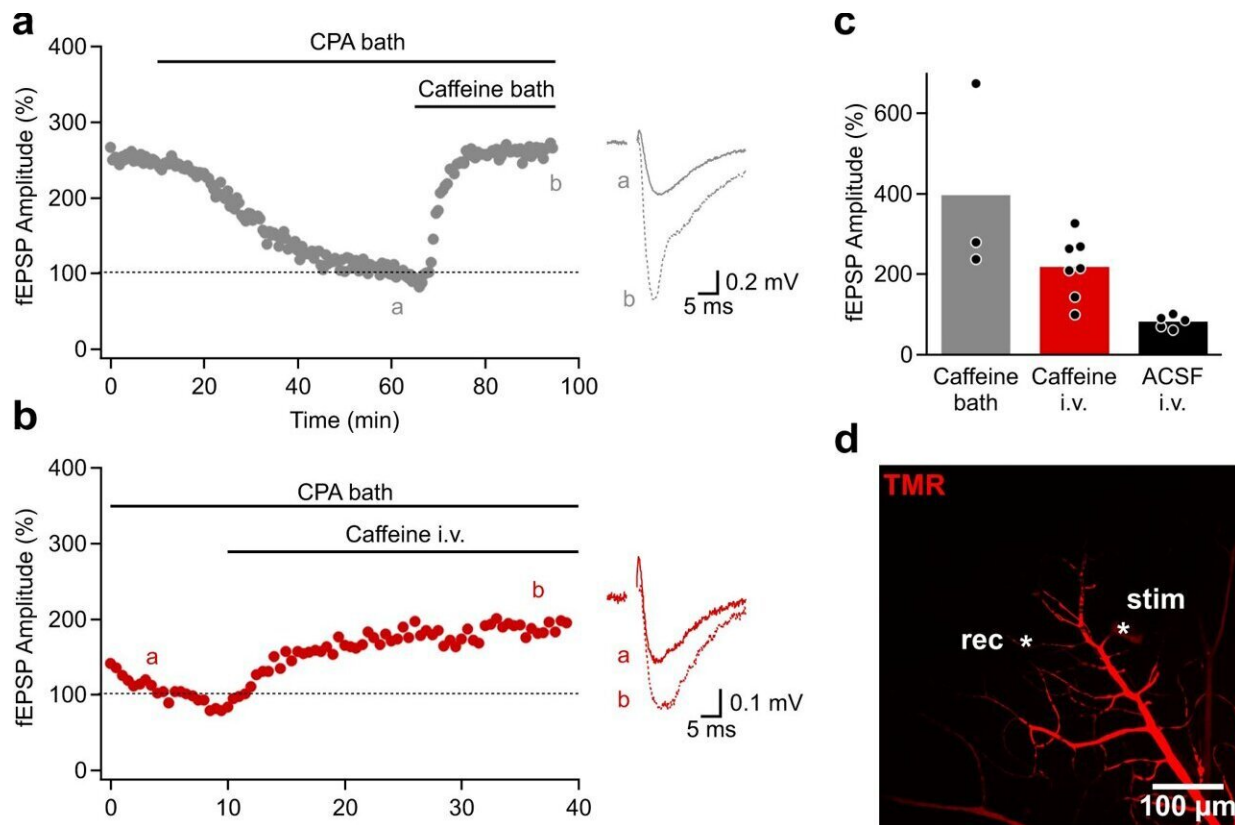 a
CPA bath
Caffeine bath
fEPSP Amplitude (%)
400
300
200
100
0
a
b
0 20 40 60 80 100
Time (min)
a
b
0.2 mV
5 ms
b
CPA bath
Caffeine i.v.
fEPSP Amplitude (%)
400
300
200
100
0
a
b
0 10 20 30 40
a
b
0.1 mV
5 ms
c
fEPSP Amplitude (%)
600
400
200
0
Caffeine bath
Caffeine i.v.
ACSF i.v.
d
TMR
stim
*
rec *
100 µm